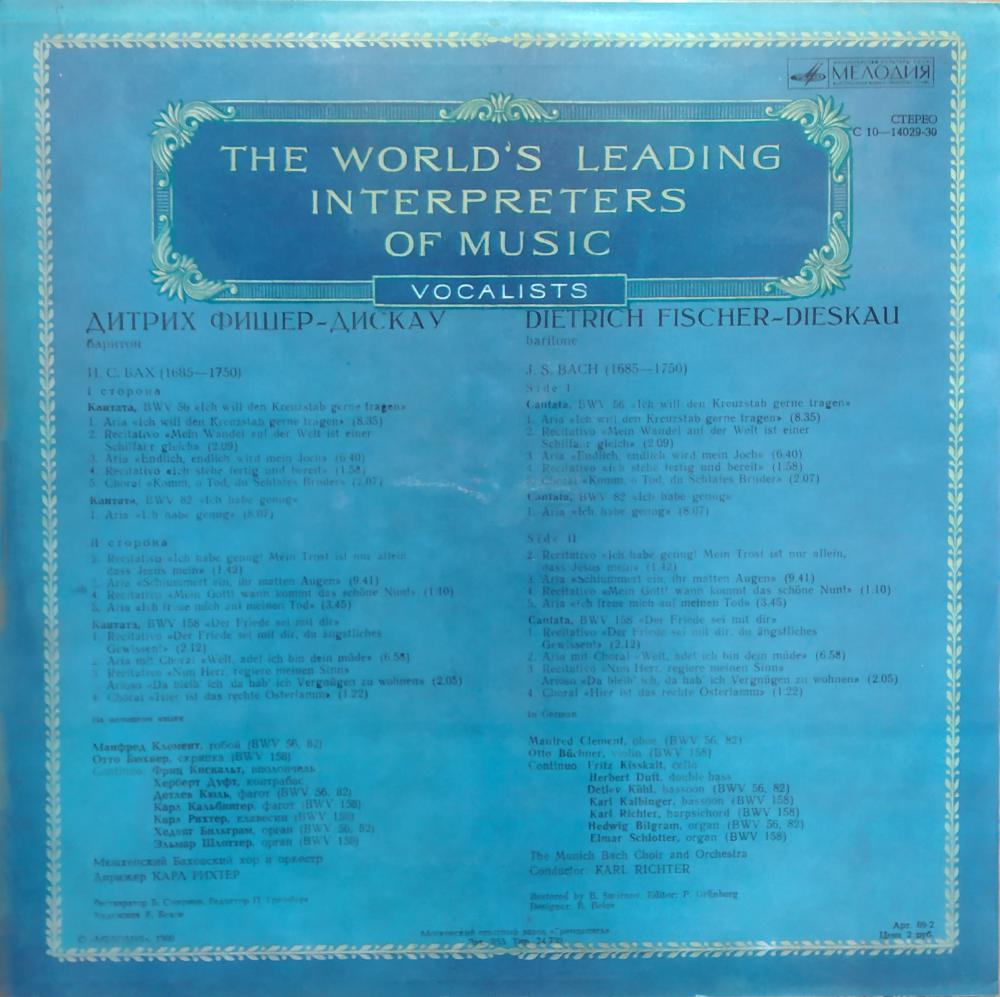 МЕЛОДИЯ
СТЕРЕО
С 10—14029-30
THE WORLD'S LEADING
INTERPRETERS
OF MUSIC
VOCALISTS
ДИТРИХ ФИШЕР-ДИСКАУ
баритон
И. С. БАХ (1685—1750)
I сторона
Кантата, BWV 56 «Ich will den Kreuzstab gerne tragen»
1. Aria «Ich will den Kreuzstab gerne tragen» (8.35)
2. Recitativo «Mein Wandel auf der Welt ist einer
Schiffahrt gleich» (2.09)
3. Aria «Endlich, endlich wird mein Joch» (6.40)
4. Recitativo «Ich stehe fertig und bereit» (1.58)
5. Choral «Komm, o Tod, du Schlafes Bruder» (2.07)
Кантата, BWV 82 «Ich habe genug»
1. Aria «Ich habe genug» (8.07)
II сторона
2. Recitativo «Ich habe genug! Mein Trost ist nur allein,
dass Jesus mein» (1.42)
3. Aria «Schlummert ein, ihr matten Augen» (9.41)
4. Recitativo «Mein Gott! wann kommt das schöne Nun!» (1.10)
5. Aria «Ich freue mich auf meinen Tod» (3.45)
Кантата, BWV 158 «Der Friede sei mit dir»
1. Recitativo «Der Friede sei mit dir, du ängstliches
Gewissen!» (2.12)
2. Aria mit Choral «Welt, ade! ich bin dein müde» (6.58)
3. Recitativo «Nun Herr, regiere meinen Sinn»
Arioso «Da bleib' ich, da hab' ich Vergnügen zu wohnen» (2.05)
4. Choral «Hier ist das rechte Osterlamm» (1.22)
На немецком языке
Манфред Клемент, гобой (BWV 56, 82)
Отто Бюхнер, скрипка (BWV 158)
Continuo: Фриц Кискальт, виолончель
Херберт Дуфт, контрабас
Детлев Кюль, фагот (BWV 56, 82)
Карл Кальбингер, фагот (BWV 158)
Карл Рихтер, клавесин (BWV 158)
Хедвиг Бильграм, орган (BWV 56, 82)
Эльмар Шлоттер, орган (BWV 158)
Мюнхенский Баховский хор и оркестр
Дирижер КАРЛ РИХТЕР
Реставратор Б. Смирнов. Редактор П. Грюнберг
Художник Б. Белов
© «МЕЛОДИЯ», 1980
DIETRICH FISCHER-DIESKAU
baritone
J. S. BACH (1685—1750)
Side I
Cantata, BWV 56 «Ich will den Kreuzstab gerne tragen»
1. Aria «Ich will den Kreuzstab gerne tragen» (8.35)
2. Recitativo «Mein Wandel auf der Welt ist einer
Schiffahrt gleich» (2.09)
3. Aria «Endlich, endlich wird mein Joch» (6.40)
4. Recitativo «Ich stehe fertig und bereit» (1.58)
5. Choral «Komm, o Tod, du Schlafes Bruder» (2.07)
Cantata, BWV 82 «Ich habe genug»
1. Aria «Ich habe genug» (8.07)
Side II
2. Recitativo «Ich habe genug! Mein Trost ist nur allein,
dass Jesus mein» (1.42)
3. Aria «Schlummert ein, ihr matten Augen» (9.41)
4. Recitativo «Mein Gott! wann kommt das schöne Nun!» (1.10)
5. Aria «Ich freue mich auf meinen Tod» (3.45)
Cantata, BWV 158 «Der Friede sei mit dir»
1. Recitativo «Der Friede sei mit dir, du ängstliches
Gewissen!» (2.12)
2. Aria mit Choral «Welt, ade! ich bin dein müde» (6.58)
3. Recitativo «Nun Herr, regiere meinen Sinn»
Arioso «Da bleib' ich, da hab' ich Vergnügen zu wohnen» (2.05)
4. Choral «Hier ist das rechte Osterlamm» (1.22)
In German
Manfred Clement, oboe (BWV 56, 82)
Otto Büchner, violin (BWV 158)
Continuo: Fritz Kisskalt, cello
Herbert Duft, double bass
Detlev Kühl, bassoon (BWV 56, 82)
Karl Kalbinger, bassoon (BWV 158)
Karl Richter, harpsichord (BWV 158)
Hedwig Bilgram, organ (BWV 56, 82)
Elmar Schlotter, organ (BWV 158)
The Munich Bach Choir and Orchestra
Conductor KARL RICHTER
Restored by B. Smirnov. Editor: P. Grünberg
Designer: B. Belov
Московский опытный завод «Грампластинка»
Арт. 09-2
Цена 2 руб.